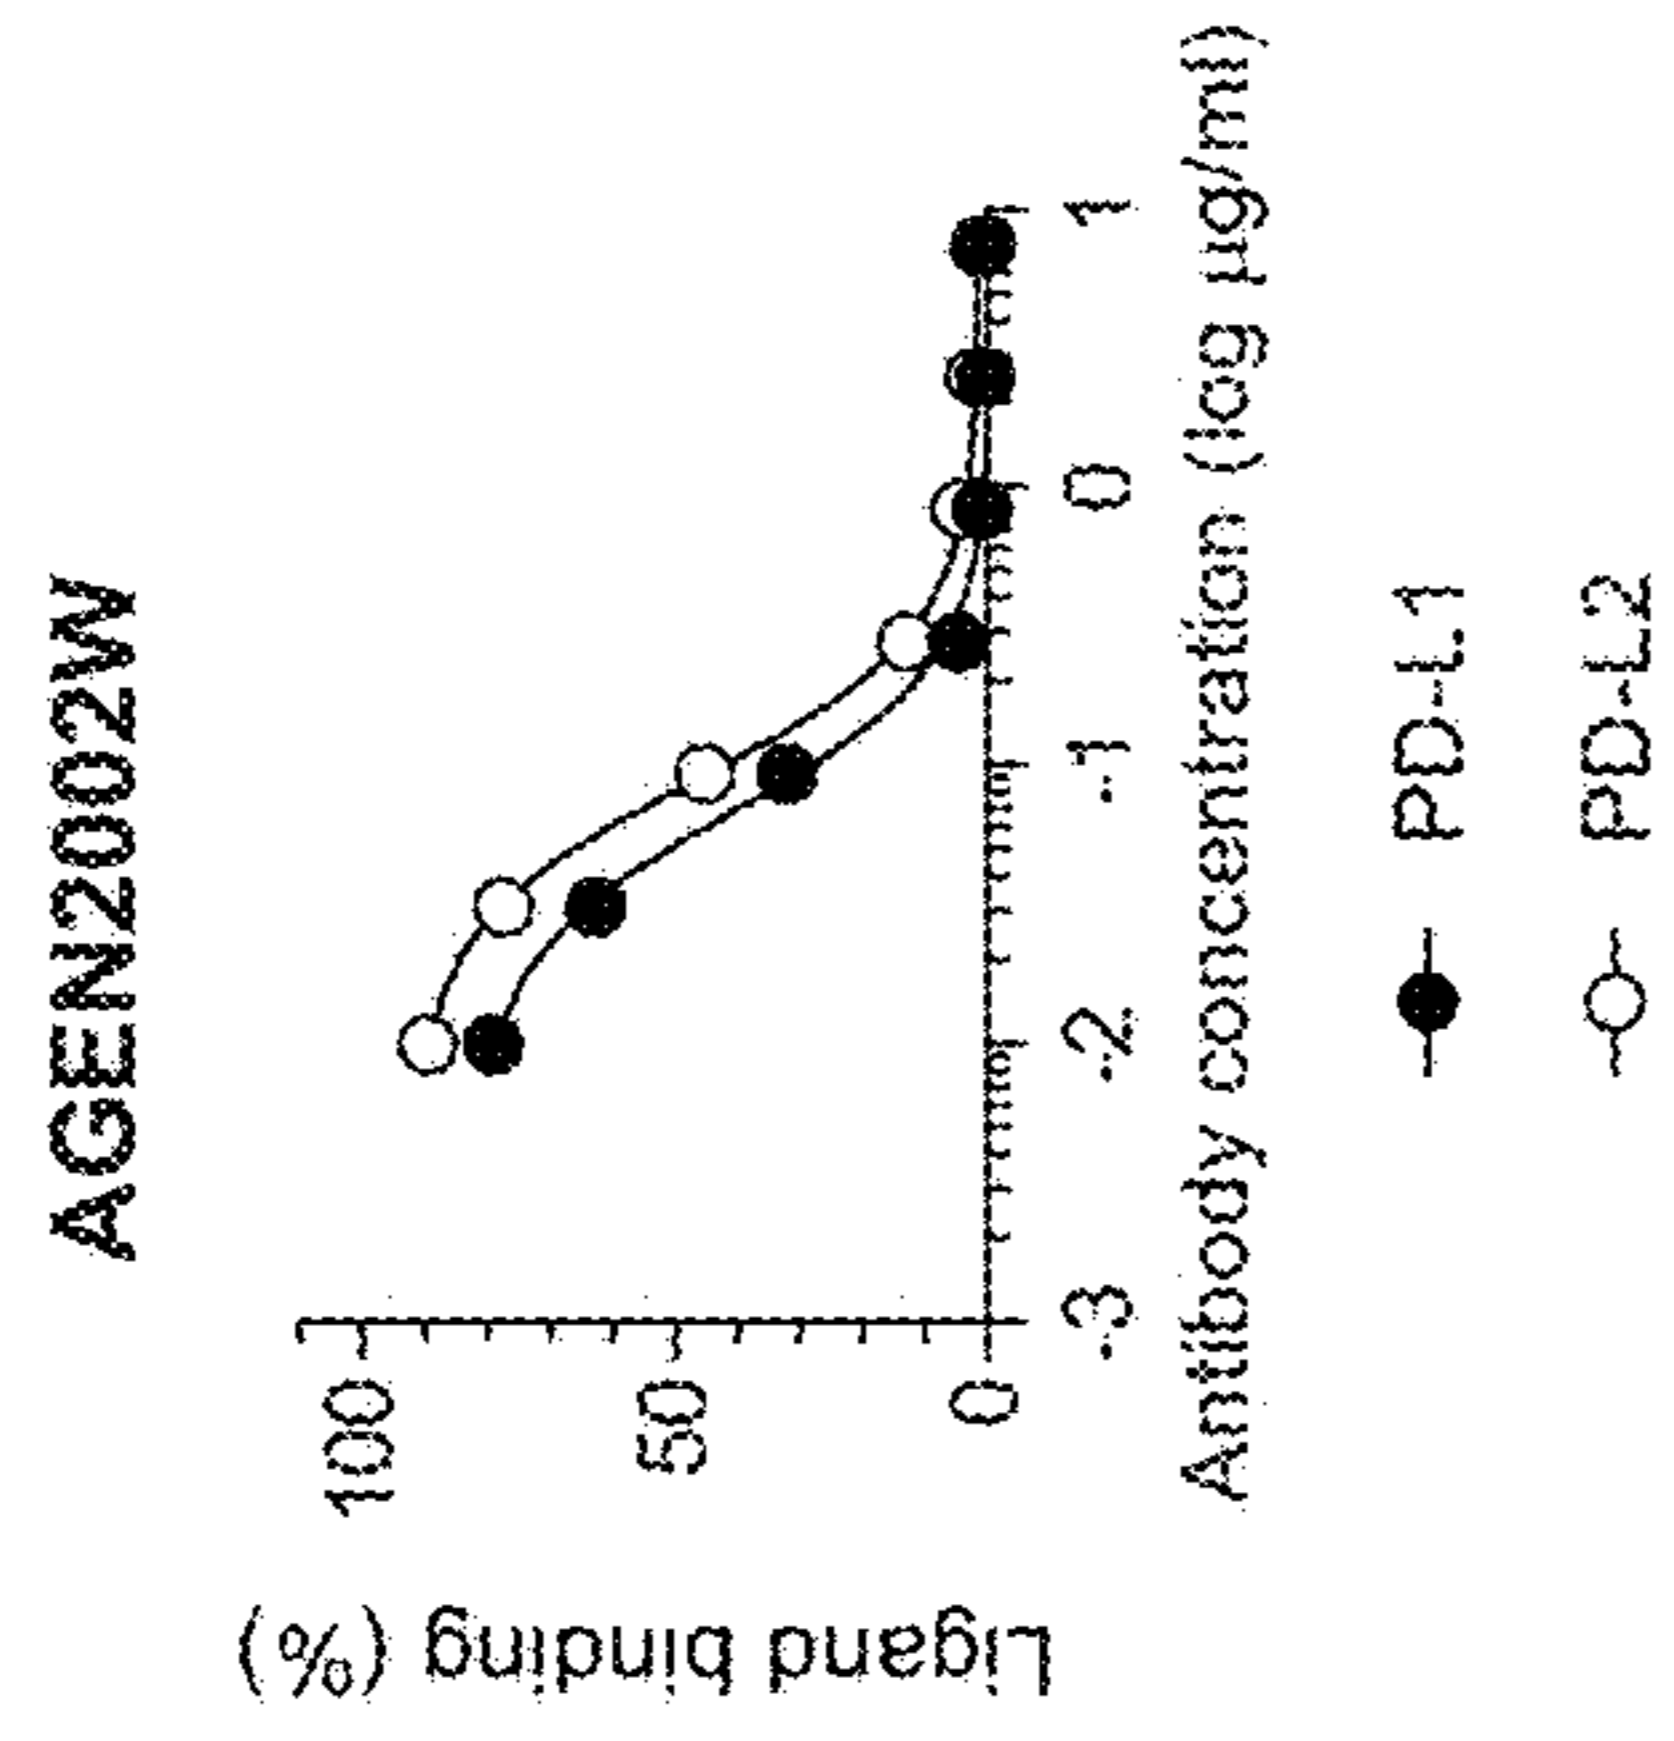 AGEN2002W
Ligand binding (%)
100
50
0
-3
-2
-1
0
1
Antibody concentration (log µg/ml)
PD-L1
PD-L2